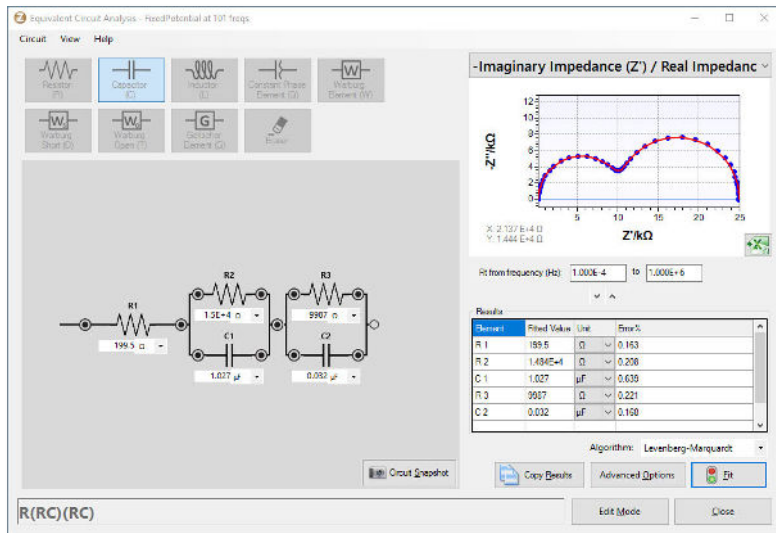 Equivalent Circuit Analysis - FixedPotential at 101 freqs
Circuit View Help
Resistor (R)
Capacitor (C)
Inductor (L)
Constant Phase Element (Q)
Warburg Element (W)
Warburg Short (O)
Warburg Open (T)
Gerischer Element (G)
Eraser
-Imaginary Impedance (Z') / Real Impedanc
12
10
8
6
4
2
0
-Z''/kΩ
5 10 15 20 25
Z'/kΩ
X: 2.137 E+4 Ω
Y: 1.444 E+4 Ω
Fit from frequency (Hz): 1.000E-4 to 1.000E+6
R1
199.5 Ω
R2
1.5E+4 Ω
C1
1.027 µF
R3
9987 Ω
C2
0.032 µF
Results
Element Fitted Value Unit Error%
R 1 199.5 Ω 0.163
R 2 1.484E+4 Ω 0.208
C 1 1.027 µF 0.639
R 3 9987 Ω 0.221
C 2 0.032 µF 0.160
Algorithm: Levenberg-Marquardt
Circuit Snapshot
Copy Results
Advanced Options
Fit
R(RC)(RC)
Edit Mode
Close